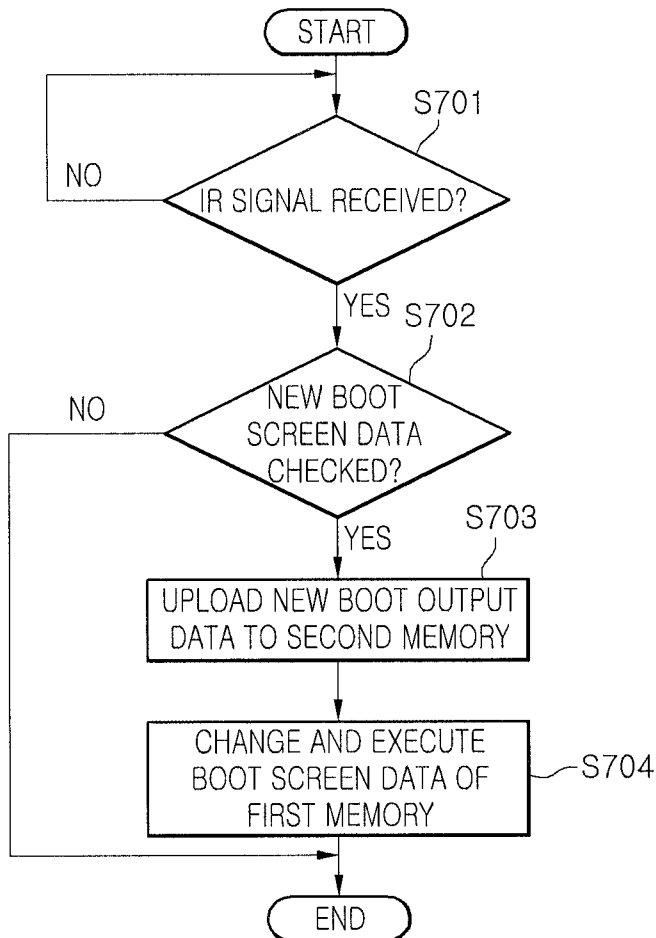 START
S701
NO
IR SIGNAL RECEIVED?
YES
S702
NO
NEW BOOT
SCREEN DATA
CHECKED?
YES
S703
UPLOAD NEW BOOT OUTPUT
DATA TO SECOND MEMORY
CHANGE AND EXECUTE
BOOT SCREEN DATA OF
FIRST MEMORY
S704
END